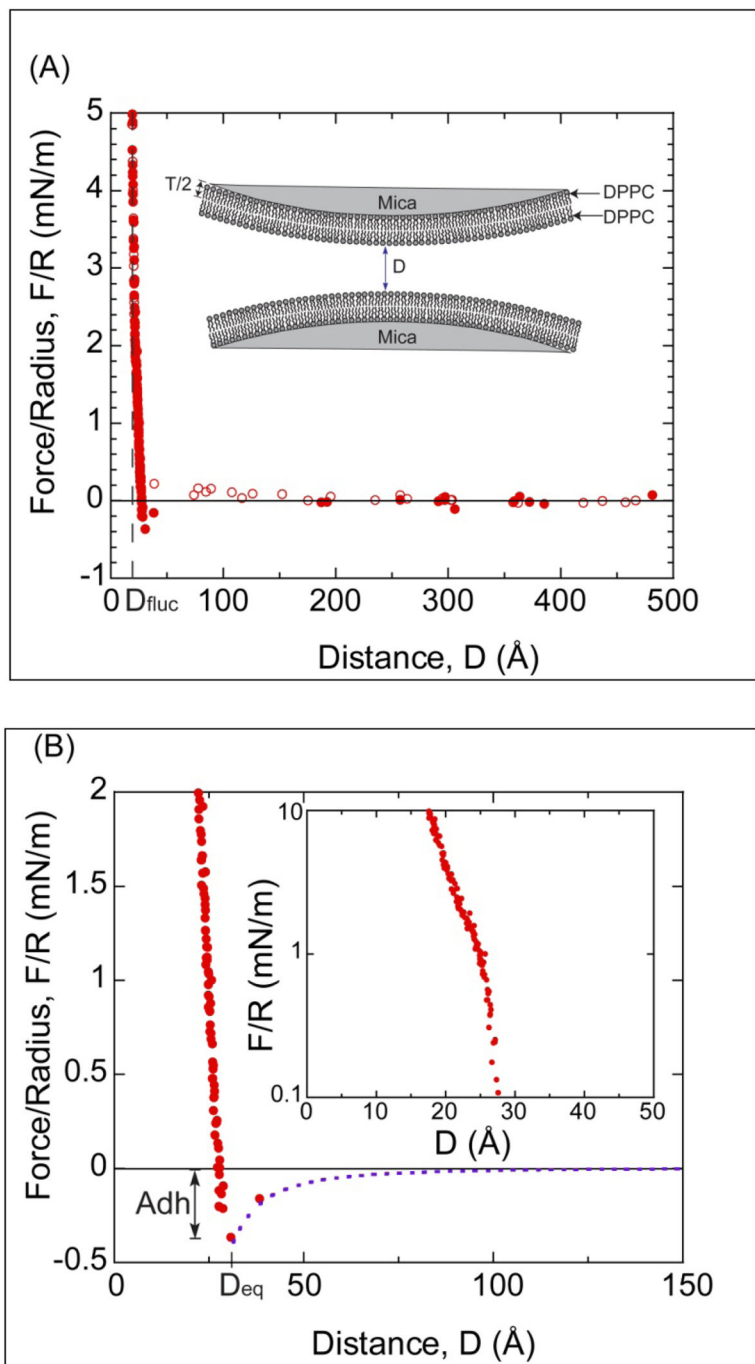 (A)
5
4
3
2
1
0
-1
Force/Radius, F/R (mN/m)
T/2
Mica
DPPC
DPPC
D
Mica
0 Dfluc 100 200 300 400 500
Distance, D (Å)
(B)
2
1.5
1
0.5
0
-0.5
Force/Radius, F/R (mN/m)
10
1
0.1
F/R (mN/m)
0 10 20 30 40 50
D (Å)
Adh
0 Deq 50 100 150
Distance, D (Å)